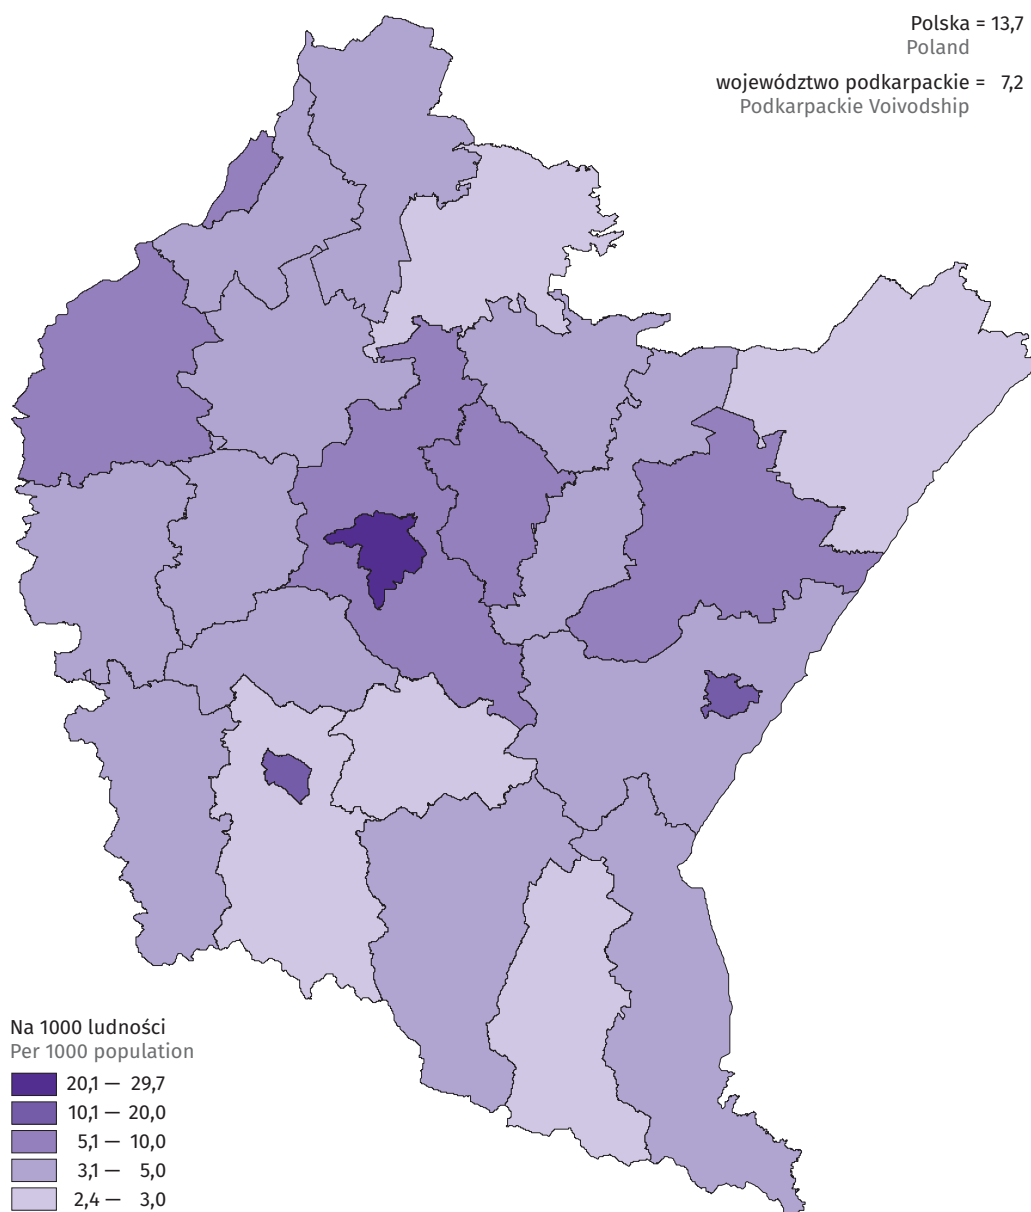 Polska = 13,7
Poland
województwo podkarpackie = 7,2
Podkarpackie Voivodship
Na 1000 ludności
Per 1000 population
20,1 — 29,7
10,1 — 20,0
5,1 — 10,0
3,1 — 5,0
2,4 — 3,0